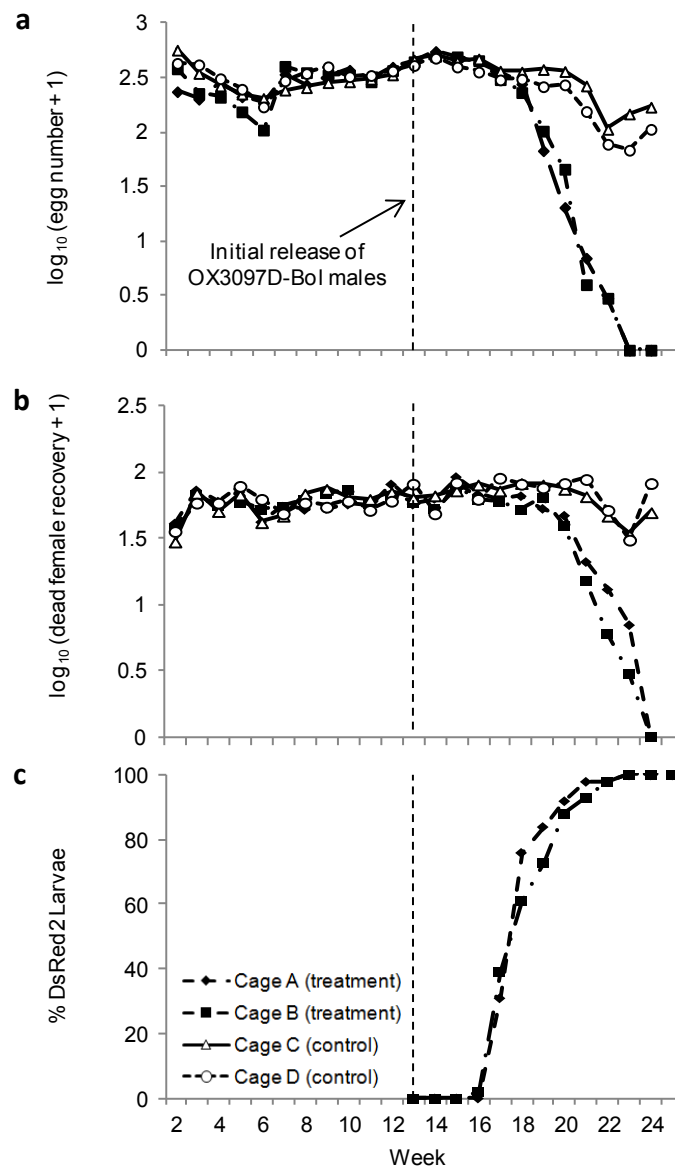 a
3
2.5
2
1.5
1
0.5
0
log₁₀ (egg number + 1)
Initial release of
OX3097D-Bol males
b
2.5
2
1.5
1
0.5
0
log₁₀ (dead female recovery + 1)
c
100
80
60
40
20
0
% DsRed2 Larvae
Cage A (treatment)
Cage B (treatment)
Cage C (control)
Cage D (control)
2 4 6 8 10 12 14 16 18 20 22 24
Week